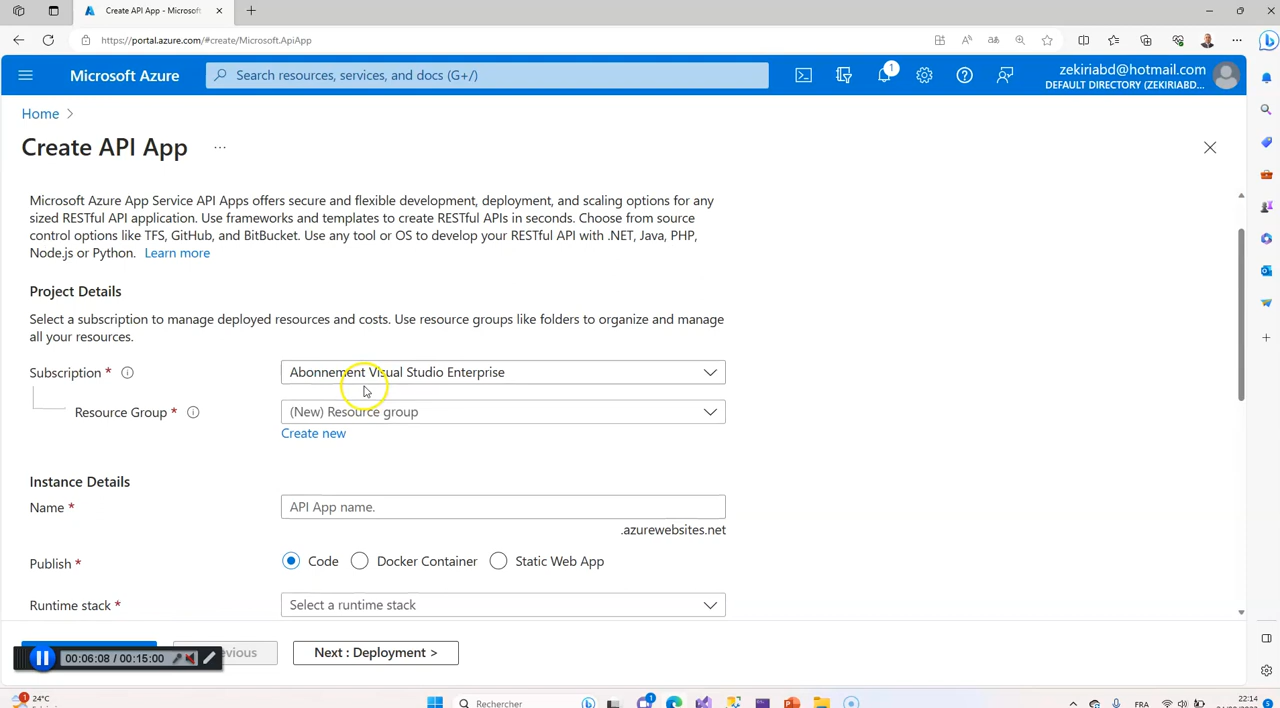 Create API App - Microsoft
https://portal.azure.com/#create/Microsoft.ApiApp
Microsoft Azure
Search resources, services, and docs (G+/)
1
zekiriabd@hotmail.com
DEFAULT DIRECTORY (ZEKIRIABD...
Home >
Create API App ...
Microsoft Azure App Service API Apps offers secure and flexible development, deployment, and scaling options for any
sized RESTful API application. Use frameworks and templates to create RESTful APIs in seconds. Choose from source
control options like TFS, GitHub, and BitBucket. Use any tool or OS to develop your RESTful API with .NET, Java, PHP,
Node.js or Python. Learn more
Project Details
Select a subscription to manage deployed resources and costs. Use resource groups like folders to organize and manage
all your resources.
Subscription *
Abonnement Visual Studio Enterprise
Resource Group *
(New) Resource group
Create new
Instance Details
Name *
API App name.
.azurewebsites.net
Publish *
Code Docker Container Static Web App
Runtime stack *
Select a runtime stack
Next : Deployment >
00:06:08 / 00:15:00
24°C
Rechercher
FRA
22:14